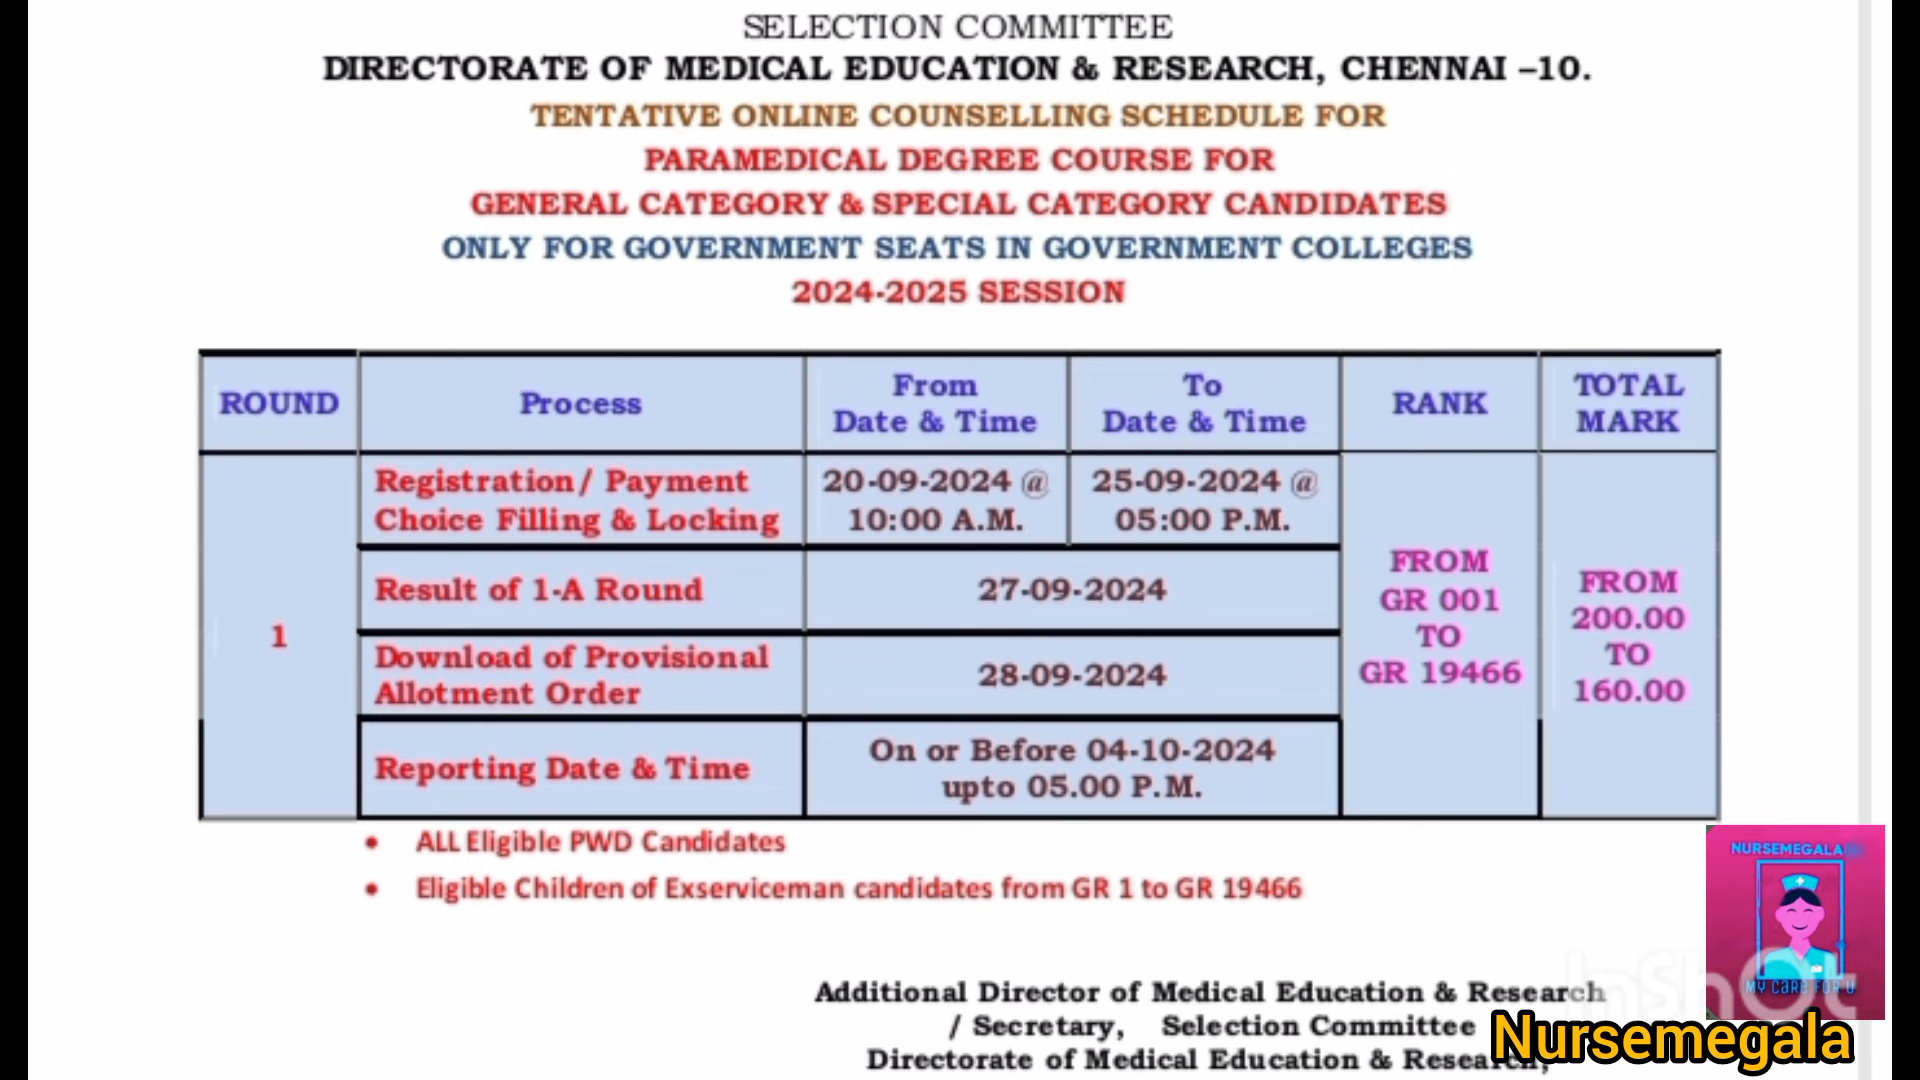 SELECTION COMMITTEE
DIRECTORATE OF MEDICAL EDUCATION & RESEARCH, CHENNAI –10.
TENTATIVE ONLINE COUNSELLING SCHEDULE FOR
PARAMEDICAL DEGREE COURSE FOR
GENERAL CATEGORY & SPECIAL CATEGORY CANDIDATES
ONLY FOR GOVERNMENT SEATS IN GOVERNMENT COLLEGES
2024-2025 SESSION
ROUND
Process
From
Date & Time
To
Date & Time
RANK
TOTAL
MARK
1
Registration/ Payment
Choice Filling & Locking
20-09-2024 @
10:00 A.M.
25-09-2024 @
05:00 P.M.
Result of 1-A Round
27-09-2024
Download of Provisional
Allotment Order
28-09-2024
Reporting Date & Time
On or Before 04-10-2024
upto 05.00 P.M.
FROM
GR 001
TO
GR 19466
FROM
200.00
TO
160.00
• ALL Eligible PWD Candidates
• Eligible Children of Exserviceman candidates from GR 1 to GR 19466
Additional Director of Medical Education & Research
/ Secretary, Selection Committee
Directorate of Medical Education & Research,
NURSEMEGALA
MY CARE FOR U
InShOt
Nursemegala